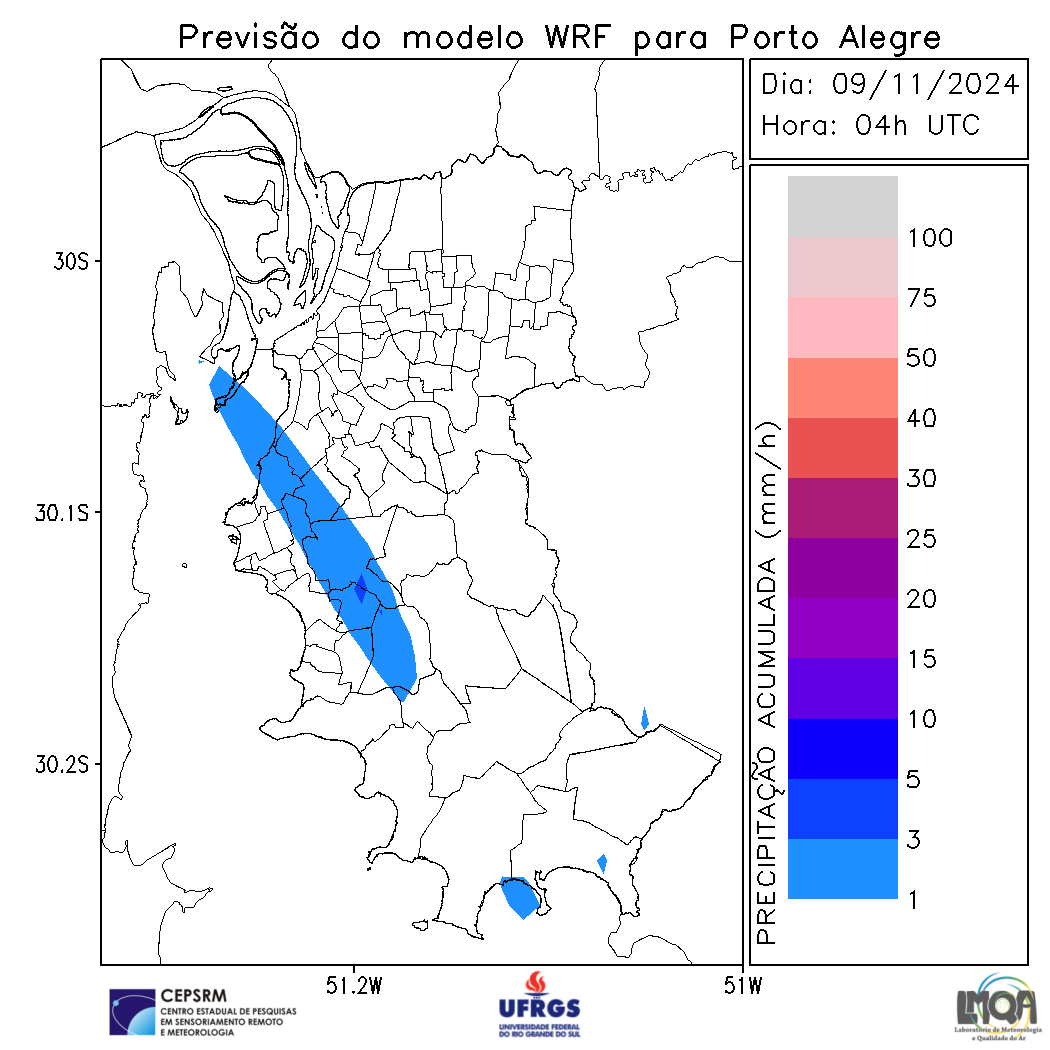 Previsão do modelo WRF para Porto Alegre
Dia: 09/11/2024
Hora: 04h UTC
30S
30.1S
30.2S
51.2W
51W
PRECIPITAÇÃO ACUMULADA (mm/h)
100
75
50
40
30
25
20
15
10
5
3
1
CEPSRM
CENTRO ESTADUAL DE PESQUISAS
EM SENSORIAMENTO REMOTO
E METEOROLOGIA
UFRGS
UNIVERSIDADE FEDERAL
DO RIO GRANDE DO SUL
LMQA
Laboratório de Meteorologia
e Qualidade do Ar